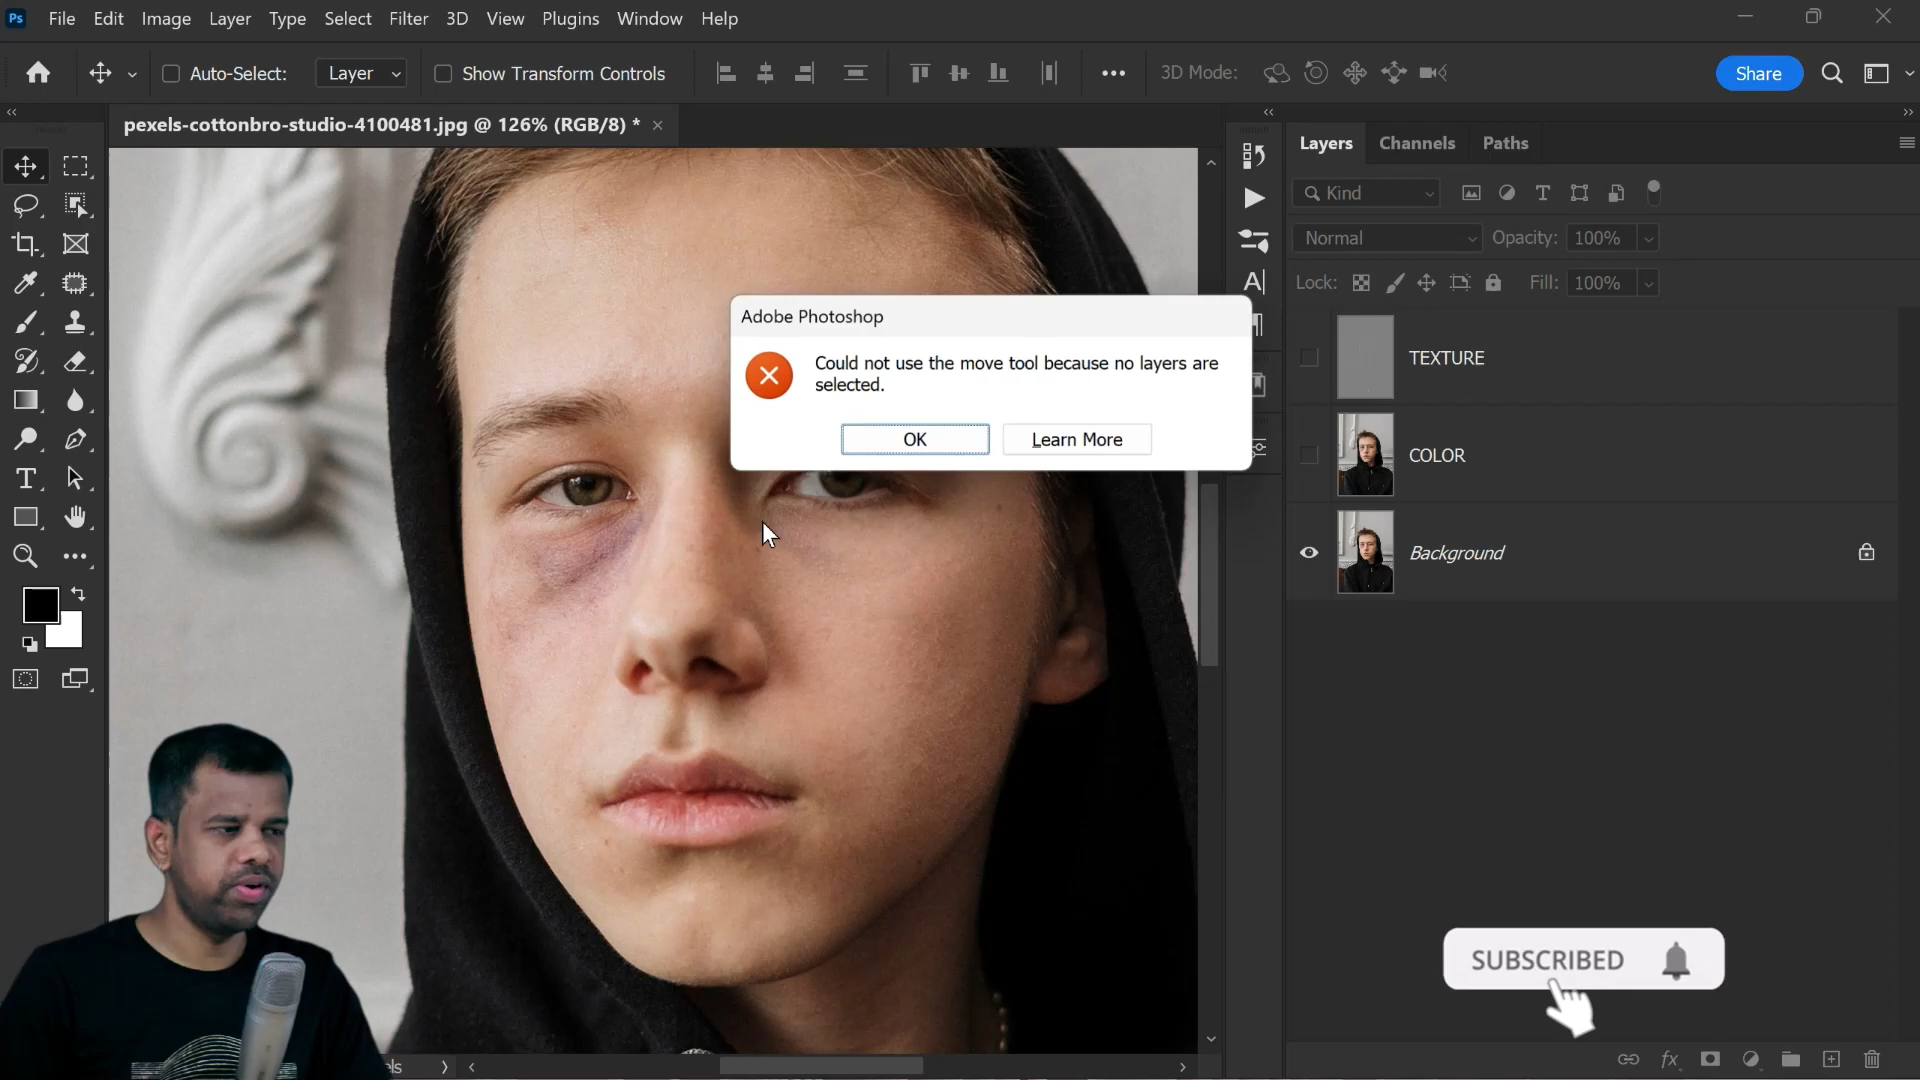 Ps File Edit Image Layer Type Select Filter 3D View Plugins Window Help
Auto-Select: Layer Show Transform Controls 3D Mode: Share
pexels-cottonbro-studio-4100481.jpg @ 126% (RGB/8) *
Layers Channels Paths
Kind
Normal Opacity: 100%
Lock: Fill: 100%
Adobe Photoshop
Could not use the move tool because no layers are
selected.
OK Learn More
TEXTURE
COLOR
Background
SUBSCRIBED